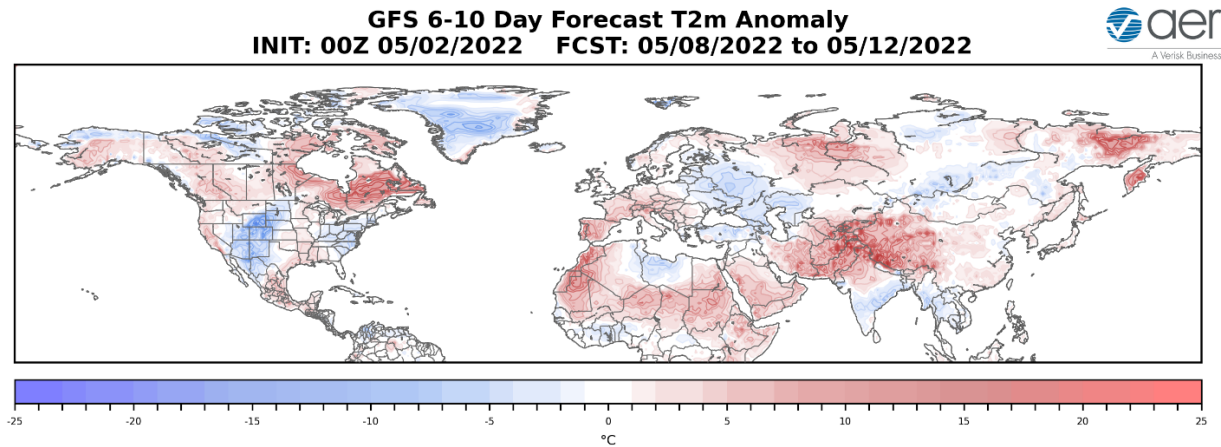 GFS 6-10 Day Forecast T2m Anomaly
INIT: 00Z 05/02/2022 FCST: 05/08/2022 to 05/12/2022
aer
A Verisk Business
-25 -20 -15 -10 -5 0 5 10 15 20 25
°C